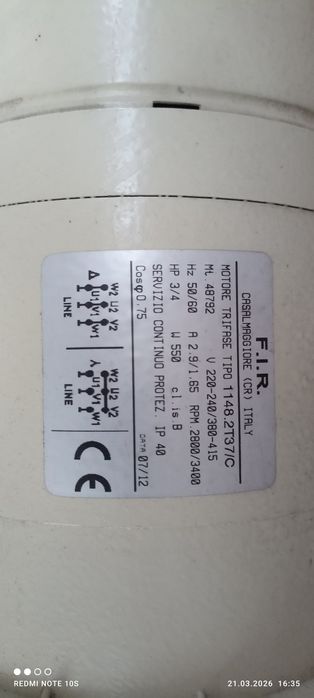 F.I.R.
CASALMAGGIORE (CR) ITALY
MOTORE TRIFASE TIPO 1148.2T37/C
Mt 48792 V 220-240/380-415
Hz 50/60 A 2.9/1.65 RPM 2800/3400
HP 3/4 W 550 cl.is.B
SERVIZIO CONTINUO PROTEZ. IP 40
Cosφ 0.75 DATA 07/12
W2 U2 V2 W2 U2 V2
Δ U1 V1 W1 Y U1 V1 W1
LINE LINE
CE
REDMI NOTE 10S
21.03.2026 16:35